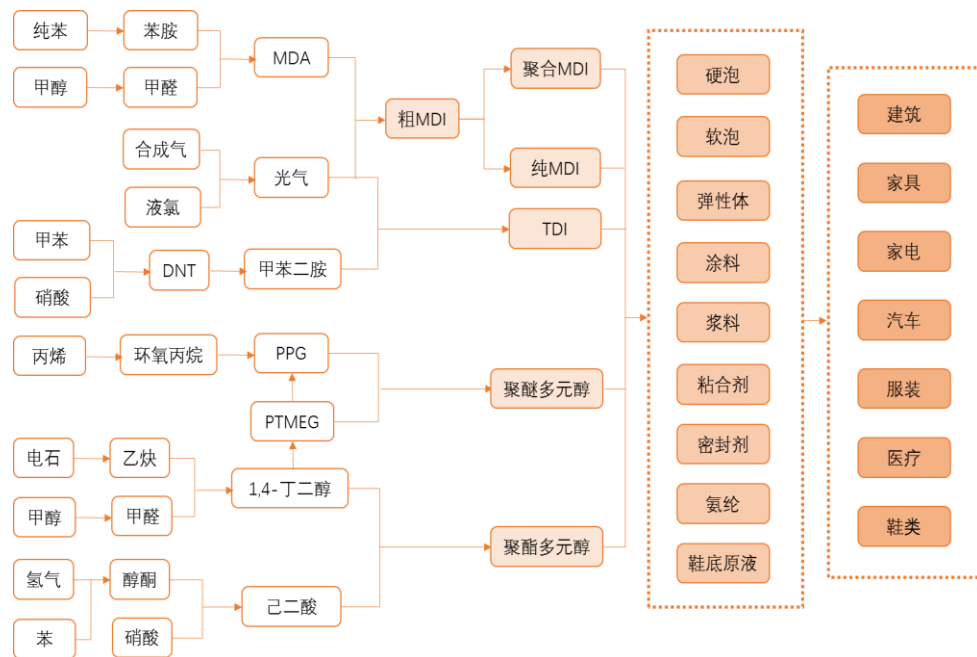 纯苯
苯胺
甲醇
甲醛
MDA
合成气
液氯
光气
粗MDI
聚合MDI
纯MDI
甲苯
硝酸
DNT
甲苯二胺
TDI
丙烯
环氧丙烷
PPG
PTMEG
聚醚多元醇
电石
乙炔
甲醇
甲醛
1,4-丁二醇
氢气
苯
醇酮
硝酸
己二酸
聚酯多元醇
硬泡
软泡
弹性体
涂料
浆料
粘合剂
密封剂
氨纶
鞋底原液
建筑
家具
家电
汽车
服装
医疗
鞋类